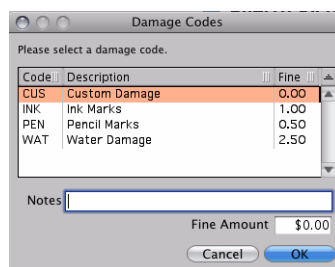 Damage Codes
Please select a damage code.
Code Description Fine
CUS Custom Damage 0.00
INK Ink Marks 1.00
PEN Pencil Marks 0.50
WAT Water Damage 2.50
Notes
Fine Amount $0.00
Cancel OK